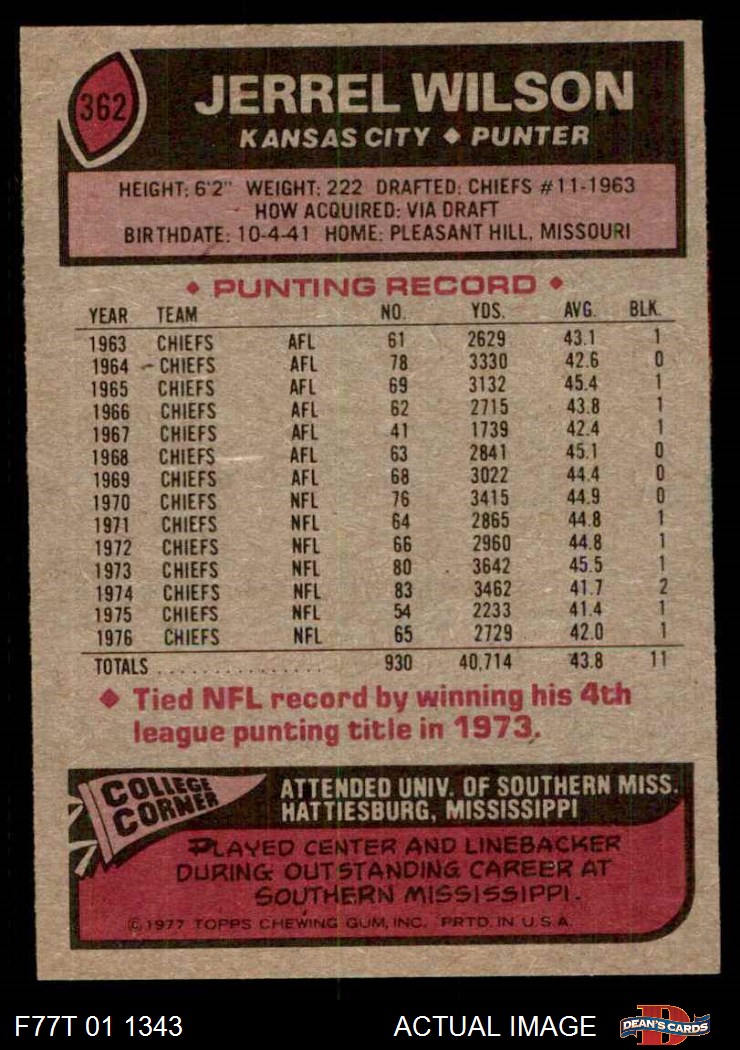 362
JERREL WILSON
KANSAS CITY ♦ PUNTER
HEIGHT: 6'2" WEIGHT: 222 DRAFTED: CHIEFS #11-1963
HOW ACQUIRED: VIA DRAFT
BIRTHDATE: 10-4-41 HOME: PLEASANT HILL, MISSOURI
♦ PUNTING RECORD ♦
YEAR TEAM NO. YDS. AVG. BLK.
1963 CHIEFS AFL 61 2629 43.1 1
1964 CHIEFS AFL 78 3330 42.6 0
1965 CHIEFS AFL 69 3132 45.4 1
1966 CHIEFS AFL 62 2715 43.8 1
1967 CHIEFS AFL 41 1739 42.4 1
1968 CHIEFS AFL 63 2841 45.1 0
1969 CHIEFS AFL 68 3022 44.4 0
1970 CHIEFS NFL 76 3415 44.9 0
1971 CHIEFS NFL 64 2865 44.8 1
1972 CHIEFS NFL 66 2960 44.8 1
1973 CHIEFS NFL 80 3642 45.5 1
1974 CHIEFS NFL 83 3462 41.7 2
1975 CHIEFS NFL 54 2233 41.4 1
1976 CHIEFS NFL 65 2729 42.0 1
TOTALS ................ 930 40,714 43.8 11
♦ Tied NFL record by winning his 4th
league punting title in 1973.
COLLEGE
CORNER
ATTENDED UNIV. OF SOUTHERN MISS.
HATTIESBURG, MISSISSIPPI
PLAYED CENTER AND LINEBACKER
DURING OUTSTANDING CAREER AT
SOUTHERN MISSISSIPPI.
© 1977 TOPPS CHEWING GUM, INC. PRTD. IN U.S.A.
F77T 01 1343 ACTUAL IMAGE
D
DEAN'S CARDS